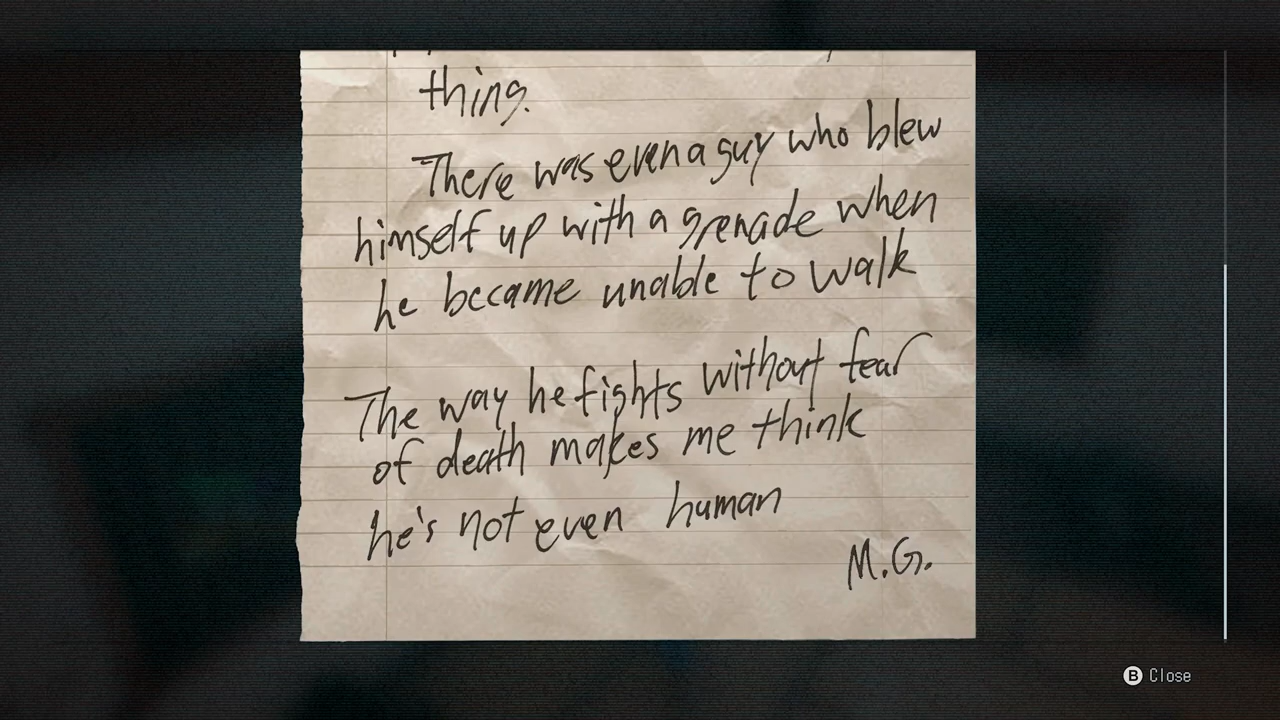 thing.
There was even a guy who blew
himself up with a grenade when
he became unable to walk
The way he fights without fear
of death makes me think
he's not even human
M.G.
B Close